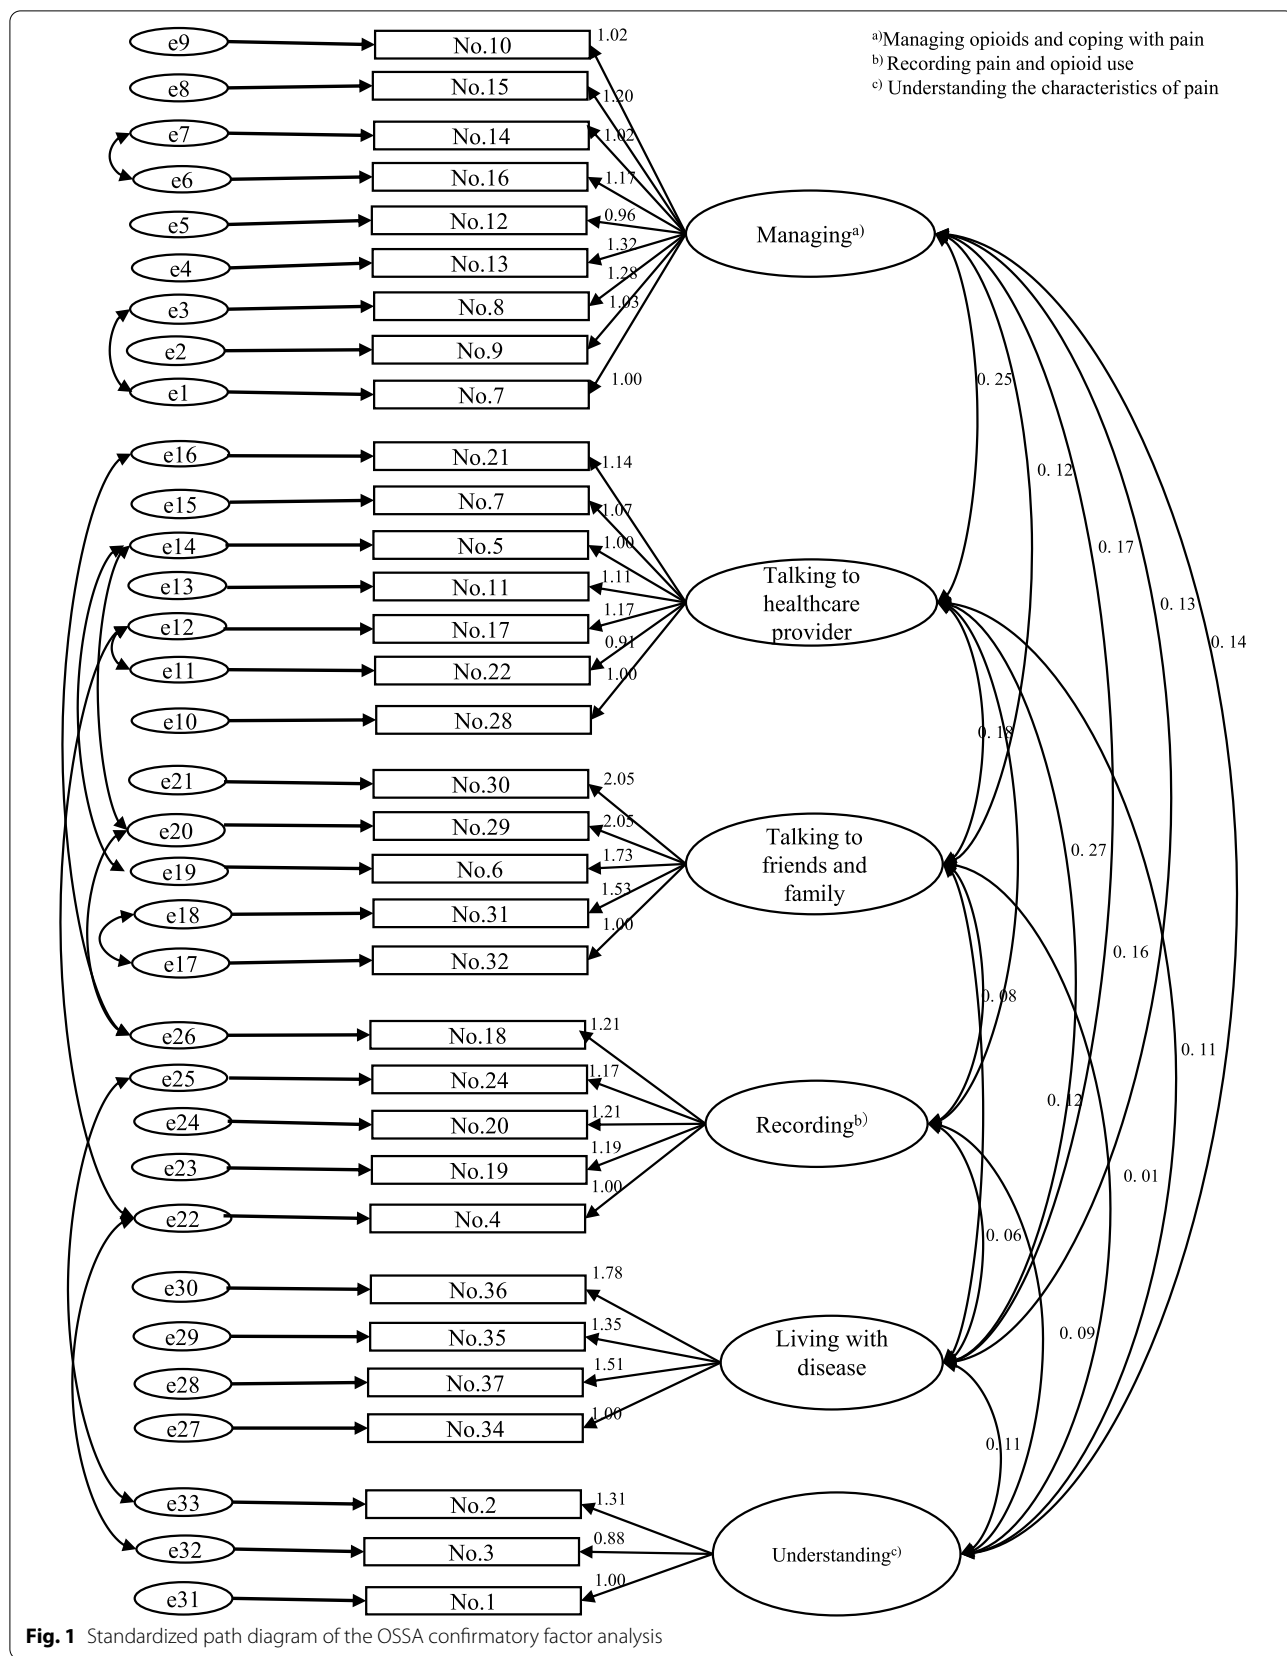 a)Managing opioids and coping with pain
b) Recording pain and opioid use
c) Understanding the characteristics of pain
e9 No.10 1.02
e8 No.15 1.20
e7 No.14 1.02
e6 No.16 1.17
e5 No.12 0.96
e4 No.13 1.32
e3 No.8 1.28
e2 No.9 1.03
e1 No.7 1.00
Managinga)
0. 25
0. 12
0. 17
0. 13
0. 14
e16 No.21 1.14
e15 No.7 1.07
e14 No.5 1.00
e13 No.11 1.11
e12 No.17 1.17
e11 No.22 0.91
e10 No.28 1.00
Talking to
healthcare
provider
0. 18
0. 27
0. 16
0. 11
e21 No.30 2.05
e20 No.29 2.05
e19 No.6 1.73
e18 No.31 1.53
e17 No.32 1.00
Talking to
friends and
family
0. 08
0. 12
0. 01
e26 No.18 1.21
e25 No.24 1.17
e24 No.20 1.21
e23 No.19 1.19
e22 No.4 1.00
Recordingb)
0. 06
0. 09
e30 No.36 1.78
e29 No.35 1.35
e28 No.37 1.51
e27 No.34 1.00
Living with
disease
0. 11
e33 No.2 1.31
e32 No.3 0.88
e31 No.1 1.00
Understandingc)
Fig. 1 Standardized path diagram of the OSSA confirmatory factor analysis